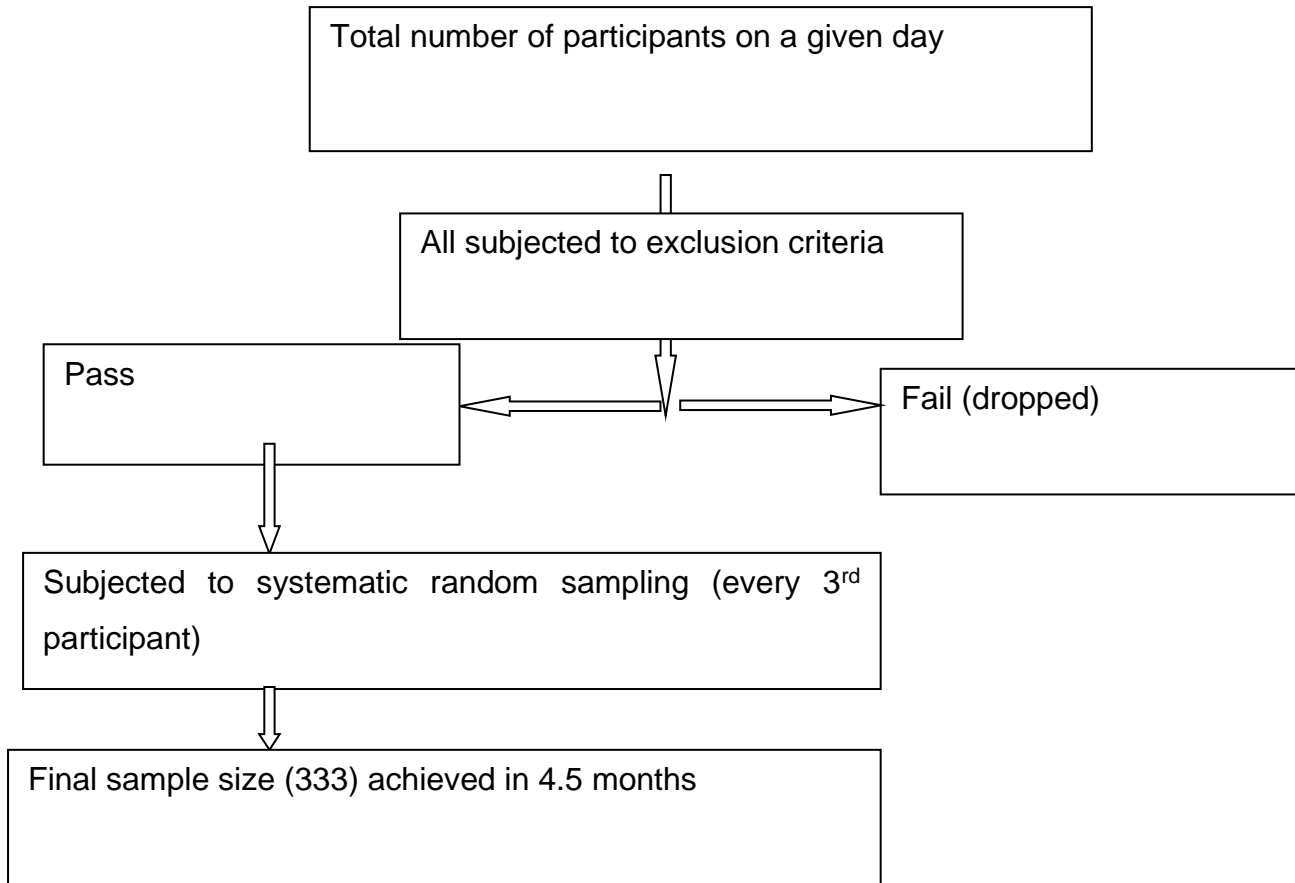 Total number of participants on a given day
All subjected to exclusion criteria
Pass
Fail (dropped)
Subjected to systematic random sampling (every 3rd
participant)
Final sample size (333) achieved in 4.5 months